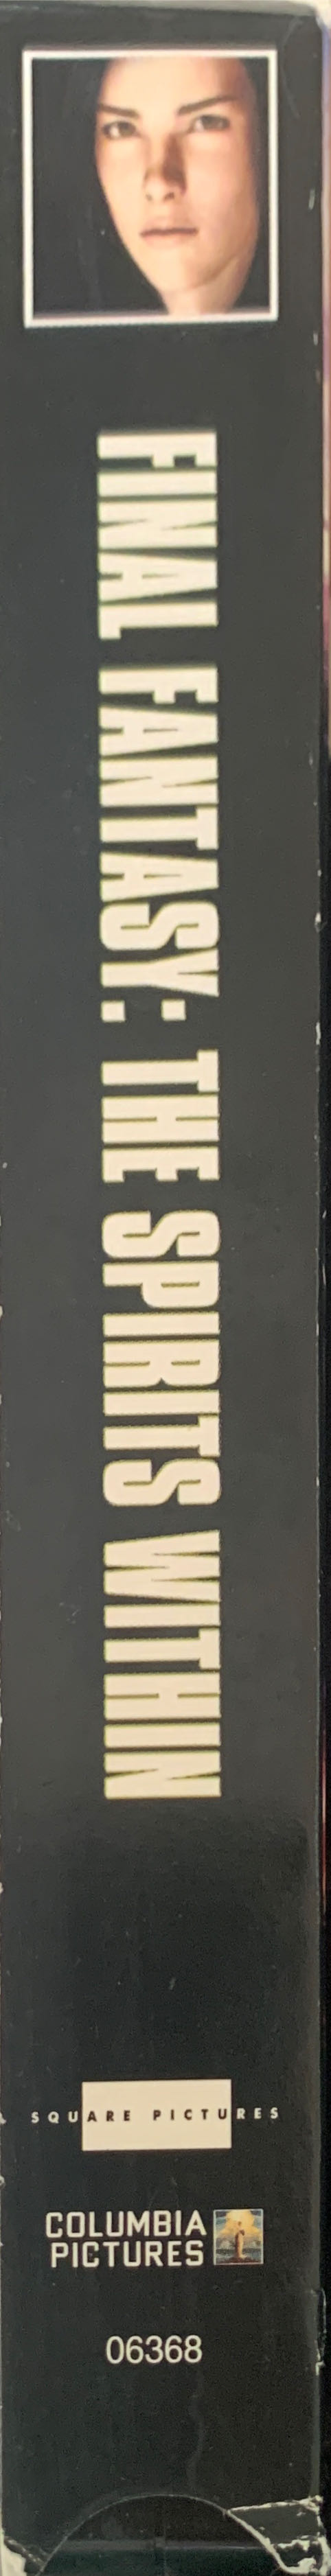 FINAL FANTASY: THE SPIRITS WITHIN
SQUARE PICTURES
COLUMBIA
PICTURES
06368